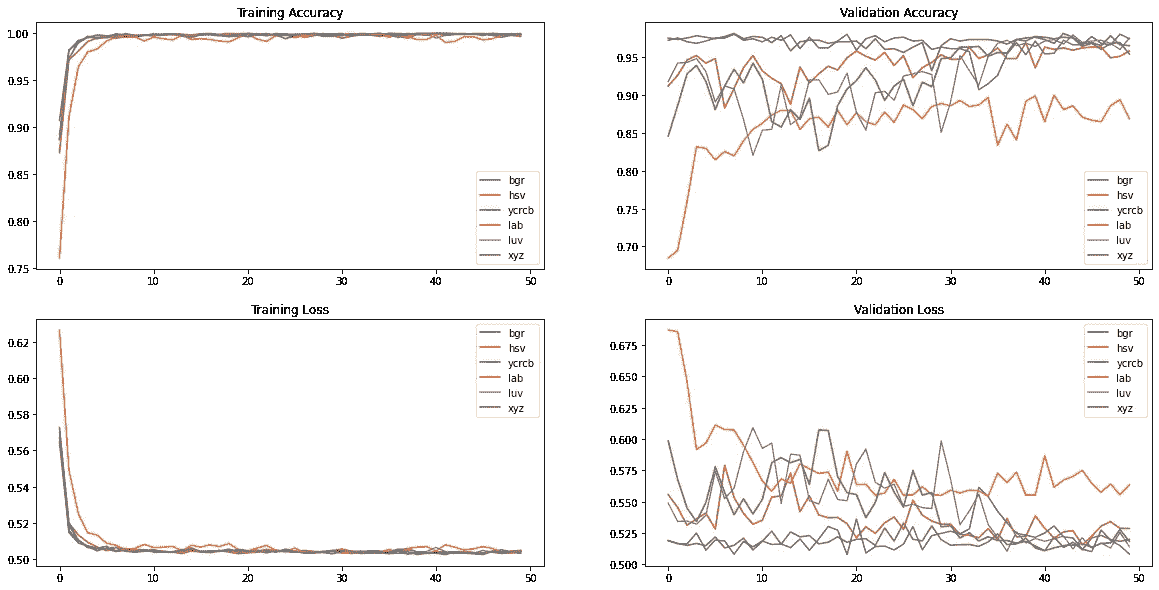 Training Accuracy
1.00
0.95
0.90
0.85
0.80
0.75
0
10
20
30
40
50
bgr
hsv
ycrcb
lab
luv
xyz
Validation Accuracy
0.95
0.90
0.85
0.80
0.75
0.70
0
10
20
30
40
50
bgr
hsv
ycrcb
lab
luv
xyz
Training Loss
0.62
0.60
0.58
0.56
0.54
0.52
0.50
0
10
20
30
40
50
bgr
hsv
ycrcb
lab
luv
xyz
Validation Loss
0.675
0.650
0.625
0.600
0.575
0.550
0.525
0.500
0
10
20
30
40
50
bgr
hsv
ycrcb
lab
luv
xyz